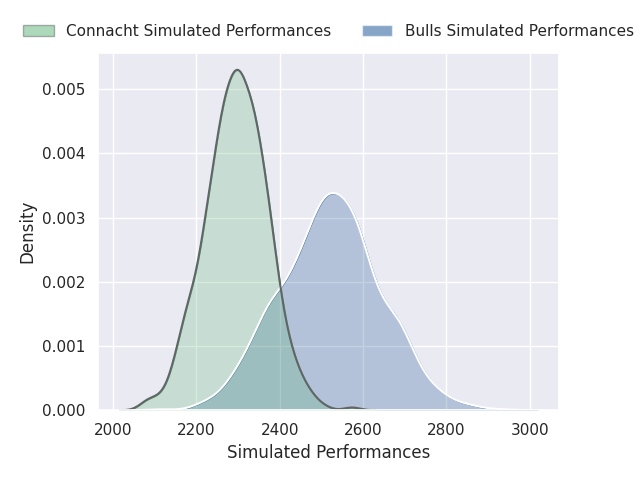 Connacht Simulated Performances
Bulls Simulated Performances
0.005
0.004
0.003
0.002
0.001
0.000
Density
2000 2200 2400 2600 2800 3000
Simulated Performances